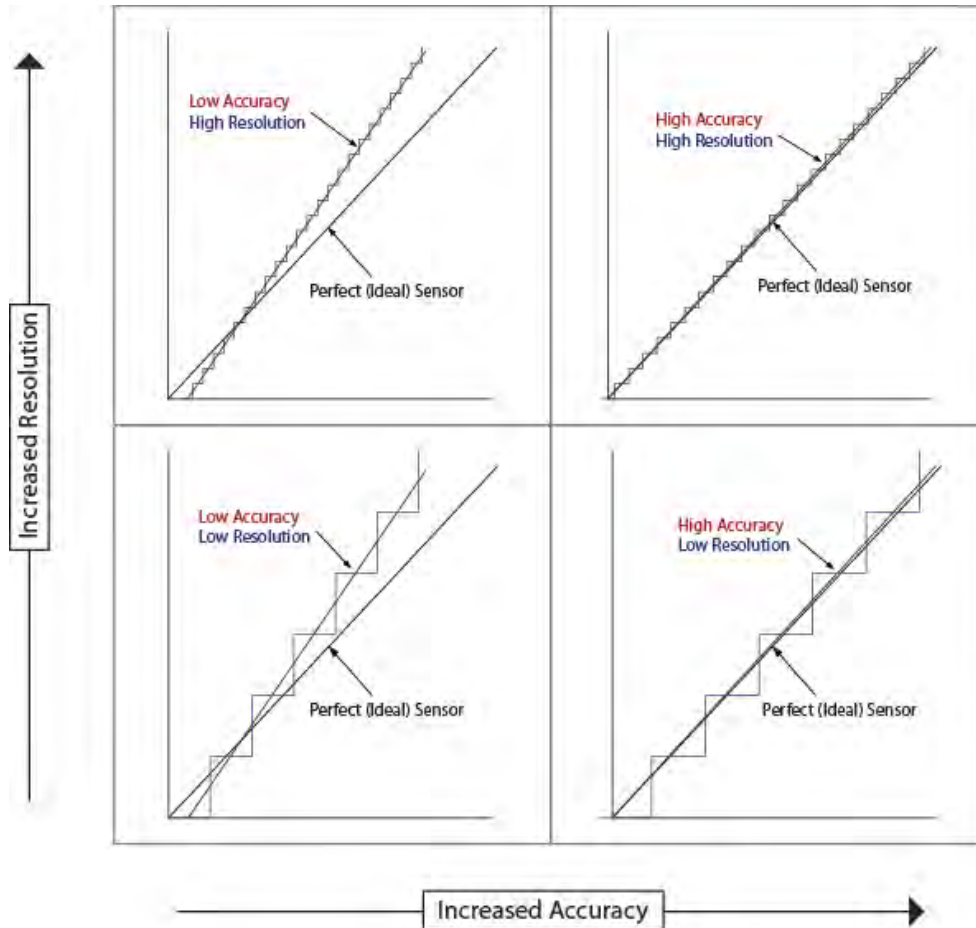 Low Accuracy
High Resolution
Perfect (Ideal) Sensor
High Accuracy
High Resolution
Perfect (Ideal) Sensor
Increased Resolution
Low Accuracy
Low Resolution
Perfect (Ideal) Sensor
High Accuracy
Low Resolution
Perfect (Ideal) Sensor
Increased Accuracy